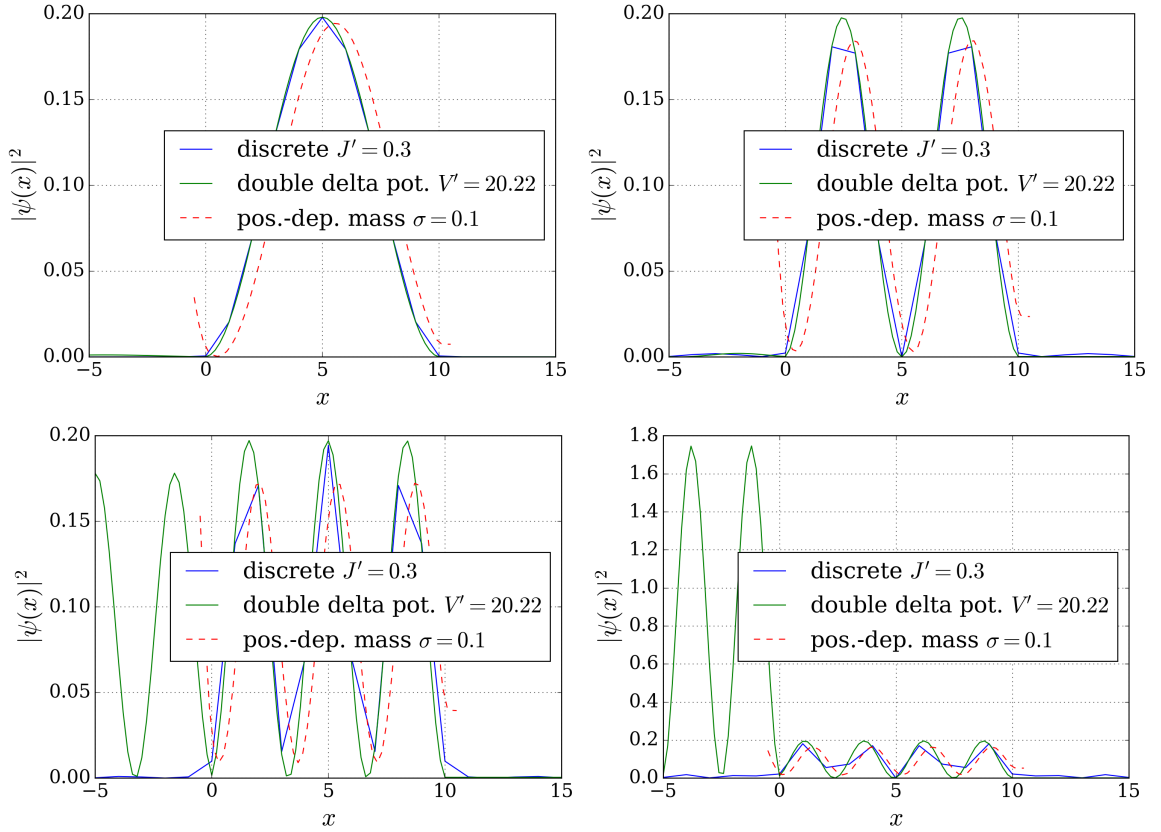 0.20
0.15
0.10
0.05
0.00
|ψ(x)|²
discrete J′ = 0.3
double delta pot. V′ = 20.22
pos.-dep. mass σ = 0.1
−5 0 5 10 15
x
0.20
0.15
0.10
0.05
0.00
|ψ(x)|²
discrete J′ = 0.3
double delta pot. V′ = 20.22
pos.-dep. mass σ = 0.1
−5 0 5 10 15
x
0.20
0.15
0.10
0.05
0.00
|ψ(x)|²
discrete J′ = 0.3
double delta pot. V′ = 20.22
pos.-dep. mass σ = 0.1
−5 0 5 10 15
x
1.8
1.6
1.4
1.2
1.0
0.8
0.6
0.4
0.2
0.0
|ψ(x)|²
discrete J′ = 0.3
double delta pot. V′ = 20.22
pos.-dep. mass σ = 0.1
−5 0 5 10 15
x